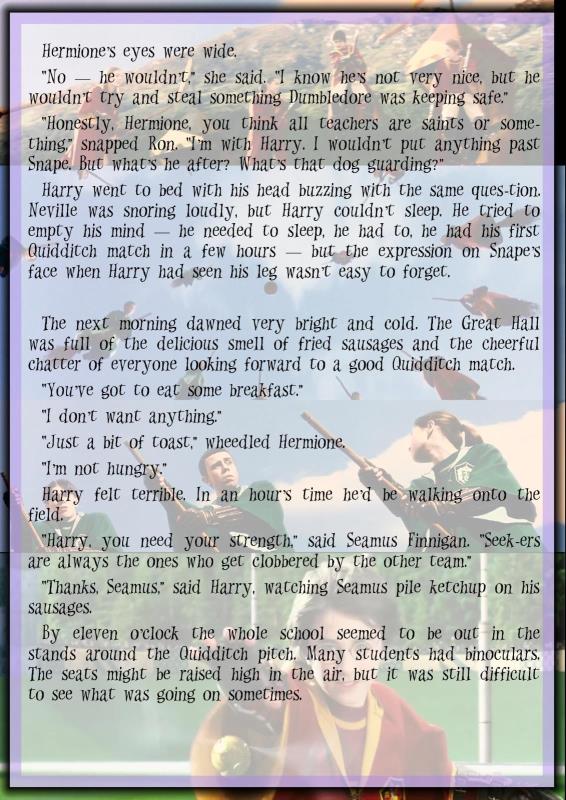 Hermione's eyes were wide.
"No — he wouldn't," she said. "I know he's not very nice, but he
wouldn't try and steal something Dumbledore was keeping safe."
"Honestly, Hermione, you think all teachers are saints or some-
thing," snapped Ron. "I'm with Harry. I wouldn't put anything past
Snape. But what's he after? What's that dog guarding?"
Harry went to bed with his head buzzing with the same ques-tion.
Neville was snoring loudly, but Harry couldn't sleep. He tried to
empty his mind — he needed to sleep, he had to, he had his first
Quidditch match in a few hours — but the expression on Snape's
face when Harry had seen his leg wasn't easy to forget.
The next morning dawned very bright and cold. The Great Hall
was full of the delicious smell of fried sausages and the cheerful
chatter of everyone looking forward to a good Quidditch match.
"You've got to eat some breakfast."
"I don't want anything."
"Just a bit of toast," wheedled Hermione.
"I'm not hungry."
Harry felt terrible. In an hour's time he'd be walking onto the
field.
"Harry, you need your strength," said Seamus Finnigan. "Seek-ers
are always the ones who get clobbered by the other team."
"Thanks, Seamus," said Harry, watching Seamus pile ketchup on his
sausages.
By eleven o'clock the whole school seemed to be out in the
stands around the Quidditch pitch. Many students had binoculars.
The seats might be raised high in the air, but it was still difficult
to see what was going on sometimes.